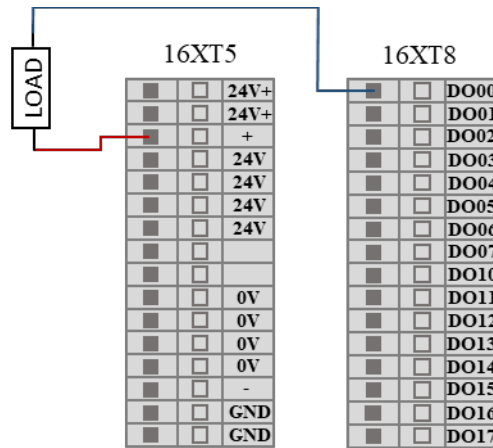 LOAD
16XT5
24V+
24V+
+
24V
24V
24V
24V
0V
0V
0V
0V
-
GND
GND
16XT8
DO00
DO01
DO02
DO03
DO04
DO05
DO06
DO07
DO10
DO11
DO12
DO13
DO14
DO15
DO16
DO17